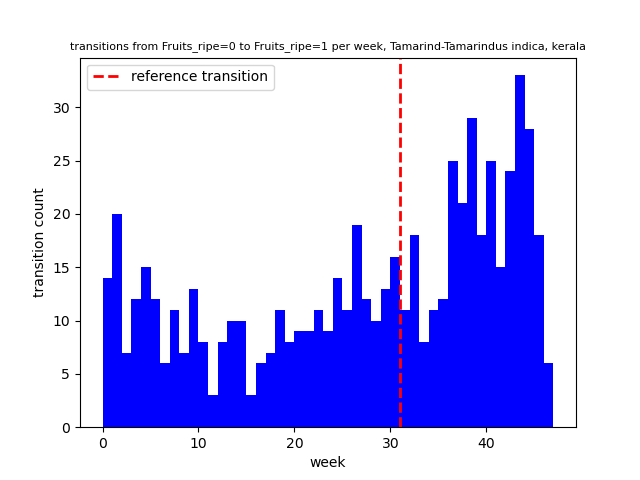 transitions from Fruits_ripe=0 to Fruits_ripe=1 per week, Tamarind-Tamarindus indica, kerala
reference transition
30
25
20
15
10
5
0
transition count
0 10 20 30 40
week